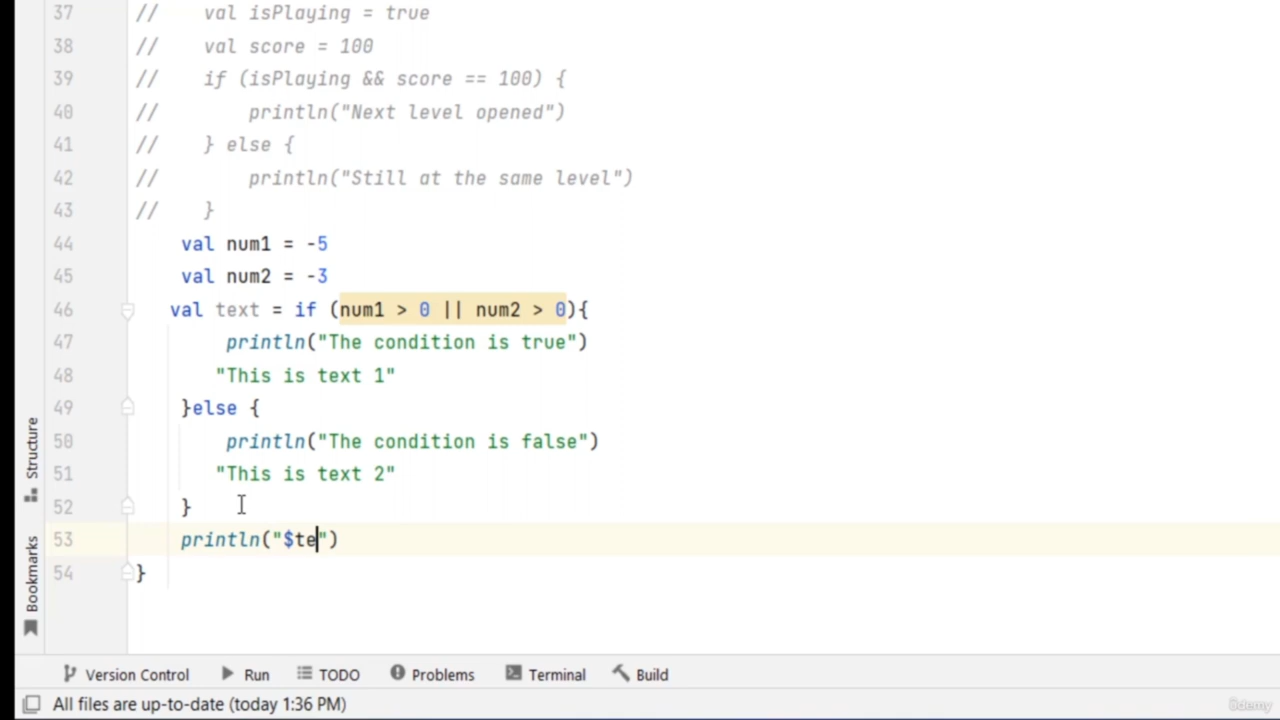 37 //    val isPlaying = true
38 //    val score = 100
39 //    if (isPlaying && score == 100) {
40 //        println("Next level opened")
41 //    } else {
42 //        println("Still at the same level")
43 //    }
44     val num1 = -5
45     val num2 = -3
46    val text = if (num1 > 0 || num2 > 0){
47         println("The condition is true")
48        "This is text 1"
49     }else {
50         println("The condition is false")
51        "This is text 2"
52     }
53     println("$te")
54 }
Structure
Bookmarks
Version Control Run TODO Problems Terminal Build
All files are up-to-date (today 1:36 PM)
ûdemy